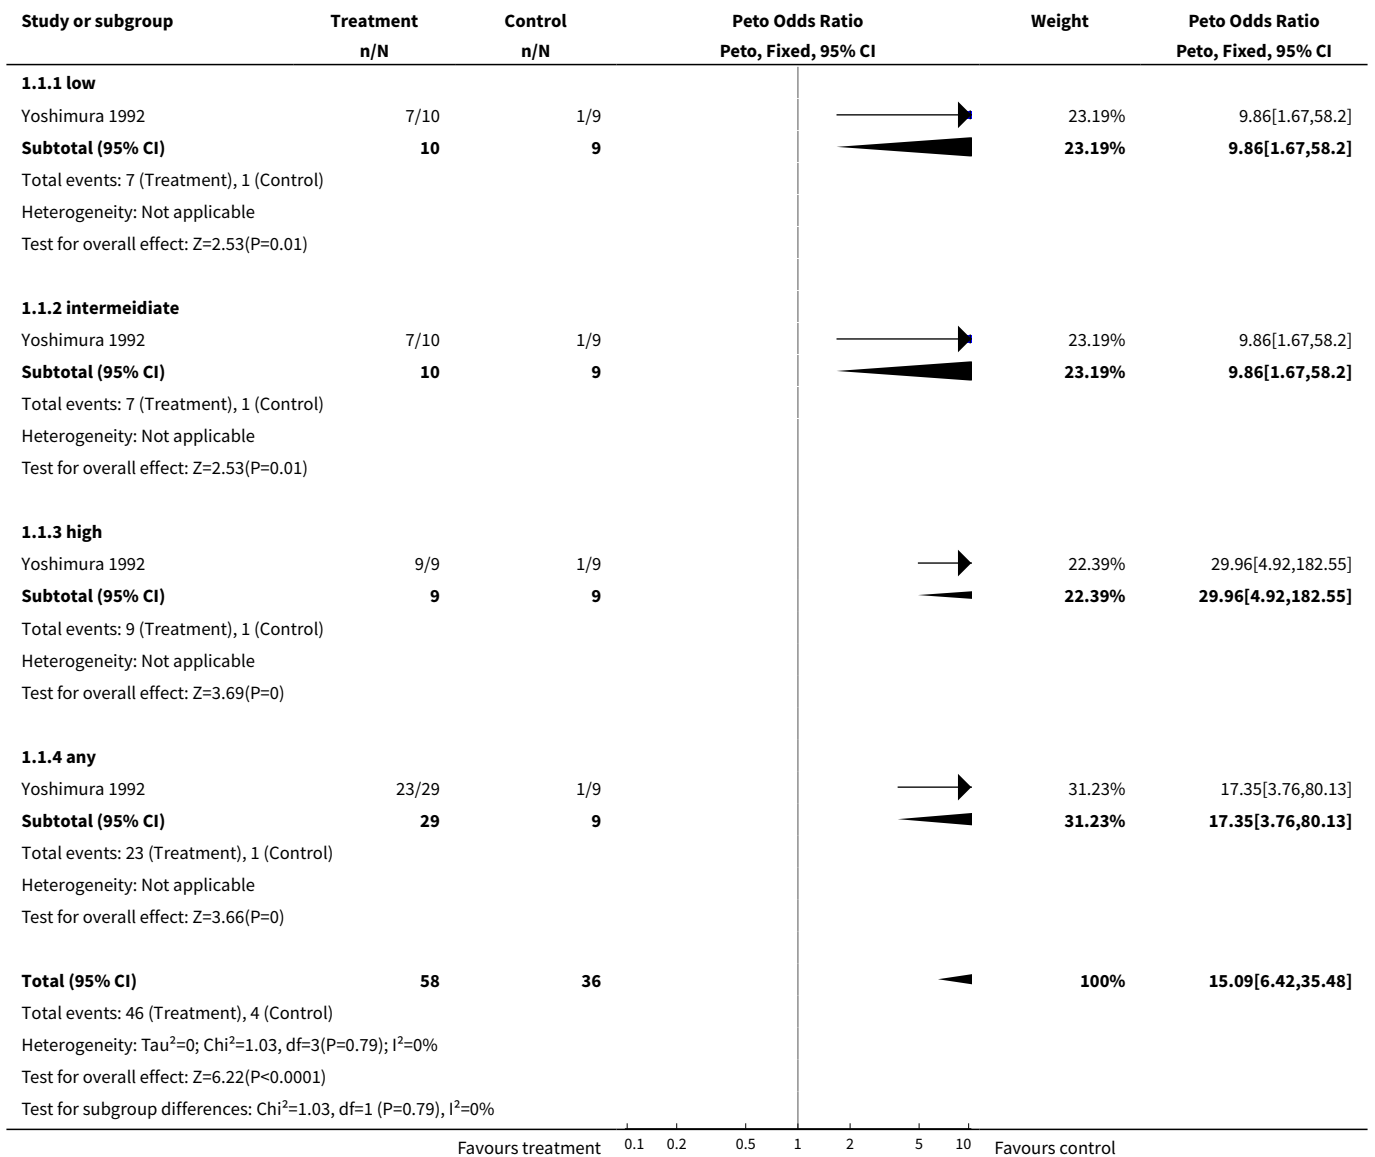 Study or subgroup Treatment Control Peto Odds Ratio Weight Peto Odds Ratio
n/N n/N Peto, Fixed, 95% CI Peto, Fixed, 95% CI
1.1.1 low
Yoshimura 1992 7/10 1/9 23.19% 9.86[1.67,58.2]
Subtotal (95% CI) 10 9 23.19% 9.86[1.67,58.2]
Total events: 7 (Treatment), 1 (Control)
Heterogeneity: Not applicable
Test for overall effect: Z=2.53(P=0.01)
1.1.2 intermeidiate
Yoshimura 1992 7/10 1/9 23.19% 9.86[1.67,58.2]
Subtotal (95% CI) 10 9 23.19% 9.86[1.67,58.2]
Total events: 7 (Treatment), 1 (Control)
Heterogeneity: Not applicable
Test for overall effect: Z=2.53(P=0.01)
1.1.3 high
Yoshimura 1992 9/9 1/9 22.39% 29.96[4.92,182.55]
Subtotal (95% CI) 9 9 22.39% 29.96[4.92,182.55]
Total events: 9 (Treatment), 1 (Control)
Heterogeneity: Not applicable
Test for overall effect: Z=3.69(P=0)
1.1.4 any
Yoshimura 1992 23/29 1/9 31.23% 17.35[3.76,80.13]
Subtotal (95% CI) 29 9 31.23% 17.35[3.76,80.13]
Total events: 23 (Treatment), 1 (Control)
Heterogeneity: Not applicable
Test for overall effect: Z=3.66(P=0)
Total (95% CI) 58 36 100% 15.09[6.42,35.48]
Total events: 46 (Treatment), 4 (Control)
Heterogeneity: Tau²=0; Chi²=1.03, df=3(P=0.79); I²=0%
Test for overall effect: Z=6.22(P<0.0001)
Test for subgroup differences: Chi²=1.03, df=1 (P=0.79), I²=0%
Favours treatment 0.1 0.2 0.5 1 2 5 10 Favours control